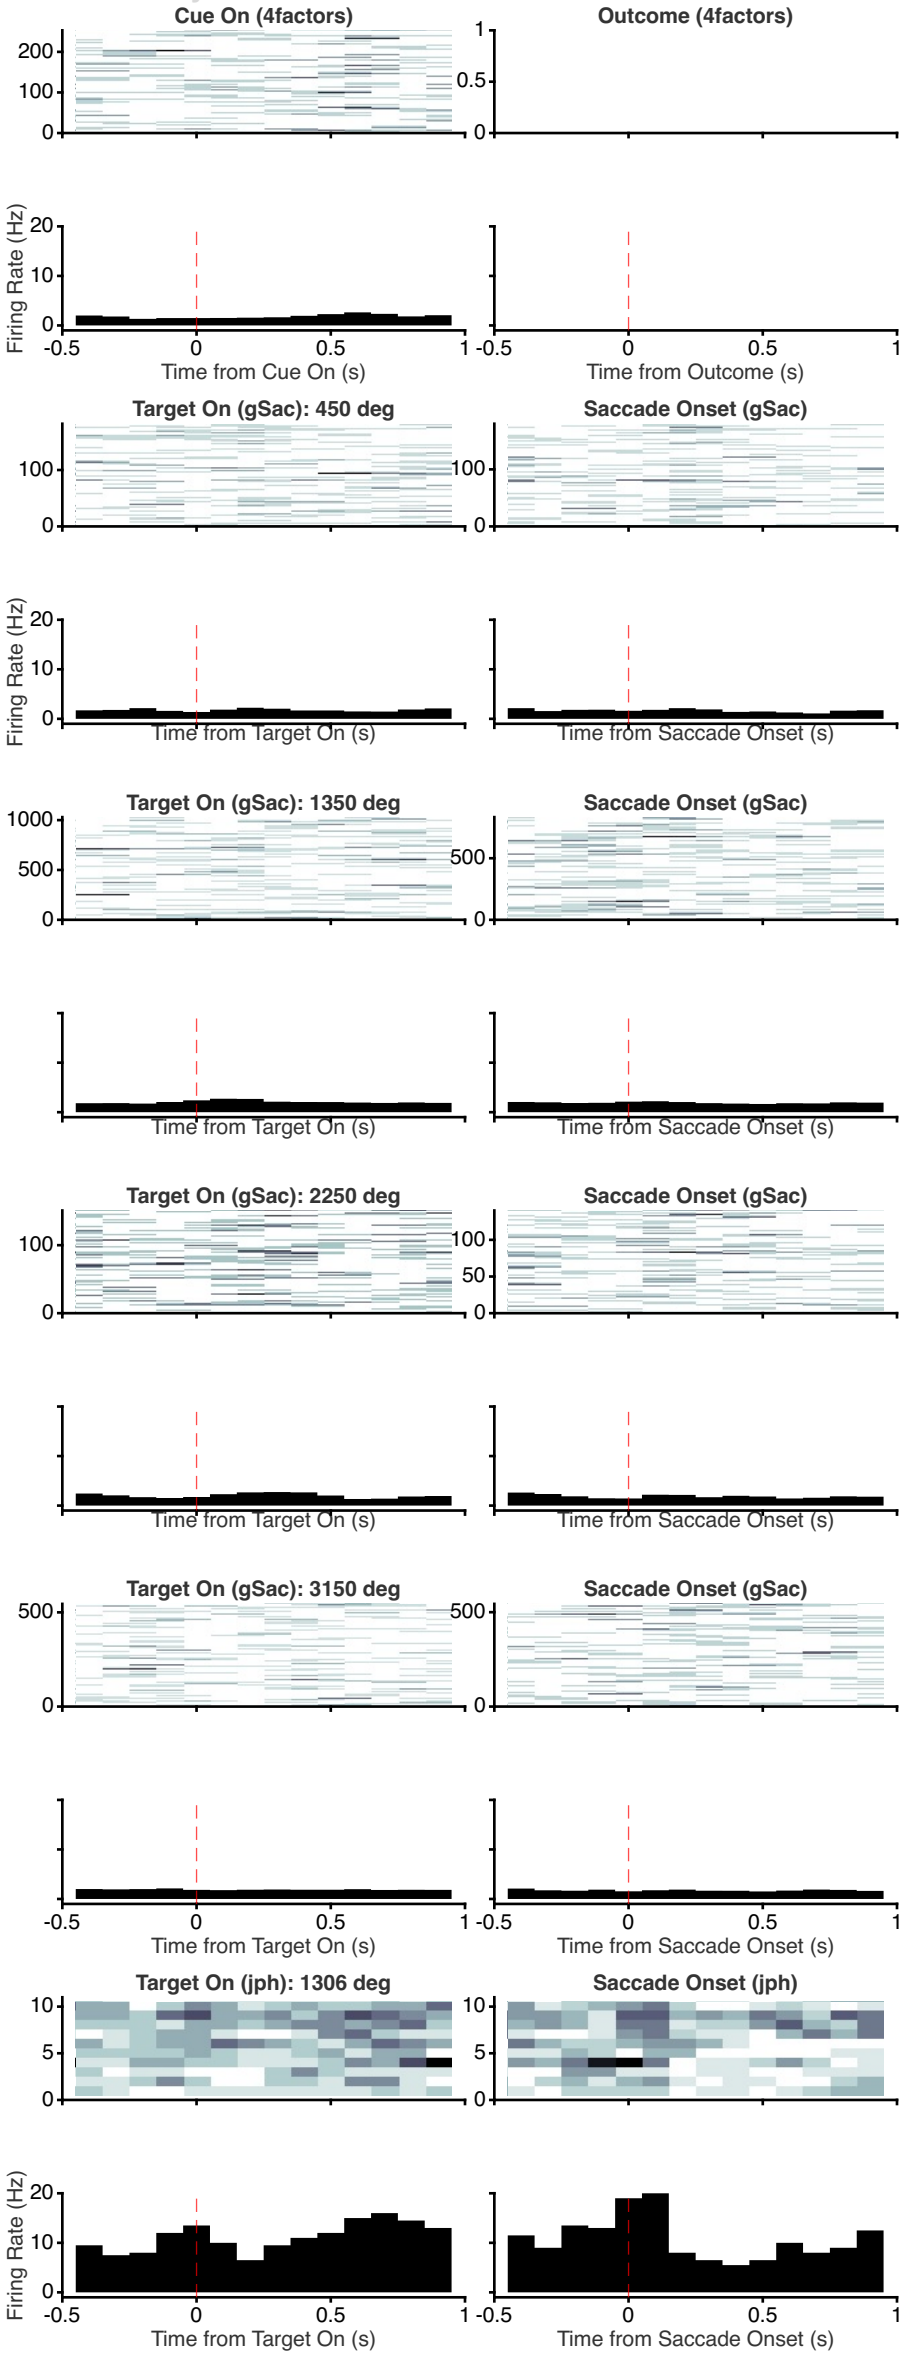 Cue On (4factors) Outcome (4factors)
200
100
0
1
0.5
0
Firing Rate (Hz)
20
10
0
-0.5 0 0.5 1 -0.5 0 0.5 1
Time from Cue On (s) Time from Outcome (s)
Target On (gSac): 450 deg Saccade Onset (gSac)
100
0
100
0
Firing Rate (Hz)
20
10
0
Time from Target On (s) Time from Saccade Onset (s)
Target On (gSac): 1350 deg Saccade Onset (gSac)
1000
500
0
500
0
Time from Target On (s) Time from Saccade Onset (s)
Target On (gSac): 2250 deg Saccade Onset (gSac)
100
0
100
50
0
Time from Target On (s) Time from Saccade Onset (s)
Target On (gSac): 3150 deg Saccade Onset (gSac)
500
0
500
0
-0.5 0 0.5 1 -0.5 0 0.5 1
Time from Target On (s) Time from Saccade Onset (s)
Target On (jph): 1306 deg Saccade Onset (jph)
10
5
0
10
5
0
Firing Rate (Hz)
20
10
0
-0.5 0 0.5 1 -0.5 0 0.5 1
Time from Target On (s) Time from Saccade Onset (s)